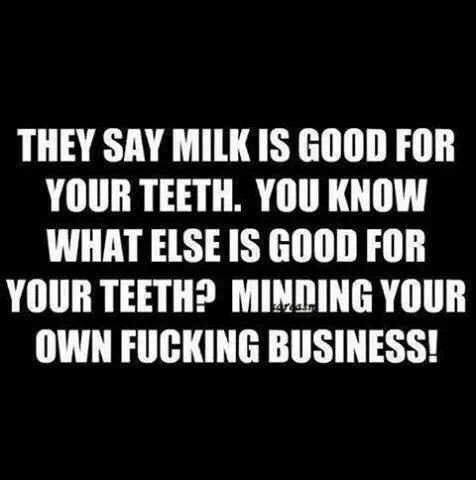 THEY SAY MILK IS GOOD FOR
YOUR TEETH. YOU KNOW
WHAT ELSE IS GOOD FOR
YOUR TEETH? MINDING YOUR
OWN FUCKING BUSINESS!